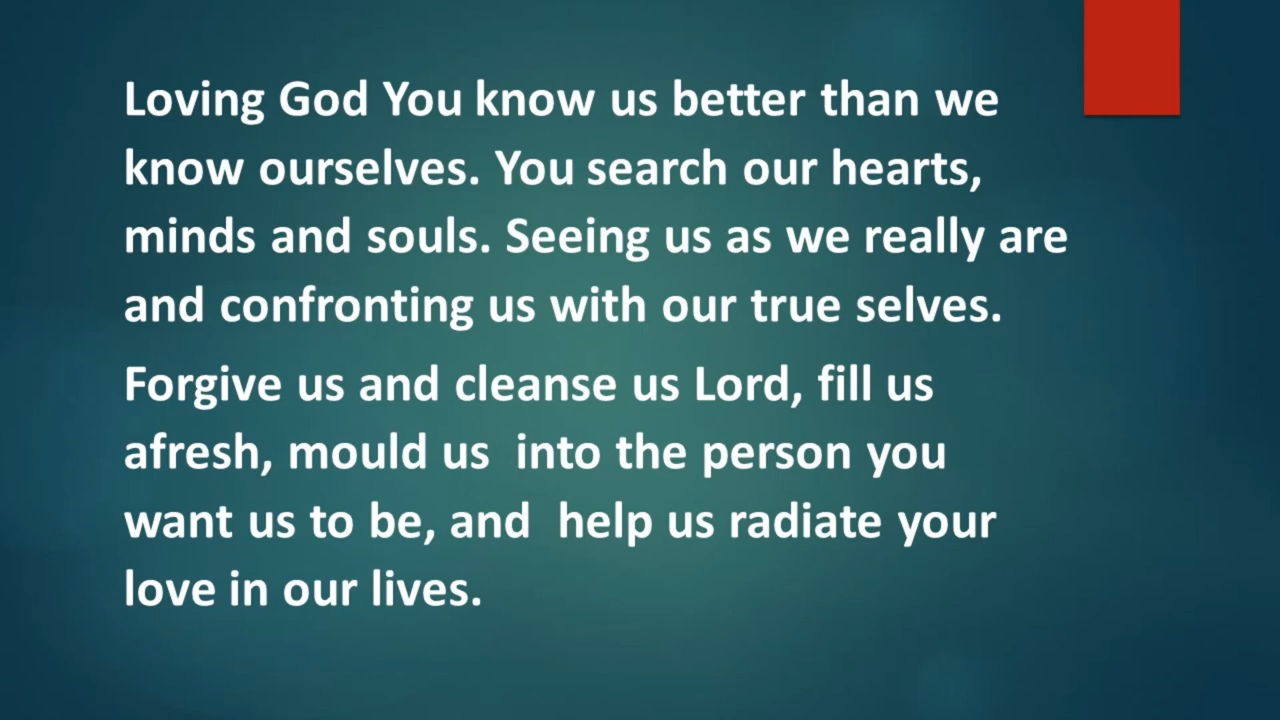 Loving God You know us better than we
know ourselves. You search our hearts,
minds and souls. Seeing us as we really are
and confronting us with our true selves.
Forgive us and cleanse us Lord, fill us
afresh, mould us  into the person you
want us to be, and  help us radiate your
love in our lives.